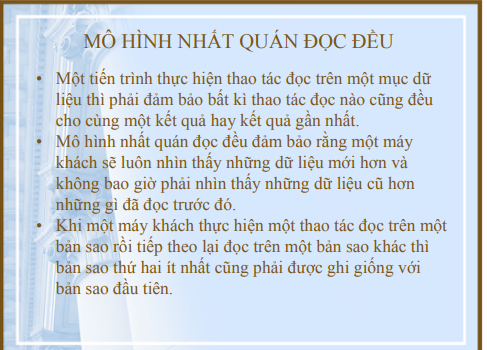 MÔ HÌNH NHẤT QUÁN ĐỌC ĐỀU
• Một tiến trình thực hiện thao tác đọc trên một mục dữ
liệu thì phải đảm bảo bất kì thao tác đọc nào cũng đều
cho cùng một kết quả hay kết quả gần nhất.
• Mô hình nhất quán đọc đều đảm bảo rằng một máy
khách sẽ luôn nhìn thấy những dữ liệu mới hơn và
không bao giờ phải nhìn thấy những dữ liệu cũ hơn
những gì đã đọc trước đó.
• Khi một máy khách thực hiện một thao tác đọc trên một
bản sao rồi tiếp theo lại đọc trên một bản sao khác thì
bản sao thứ hai ít nhất cũng phải được ghi giống với
bản sao đầu tiên.